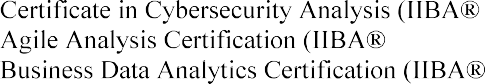 Certificate in Cybersecurity Analysis (IIBA®
Agile Analysis Certification (IIBA®
Business Data Analytics Certification (IIBA®